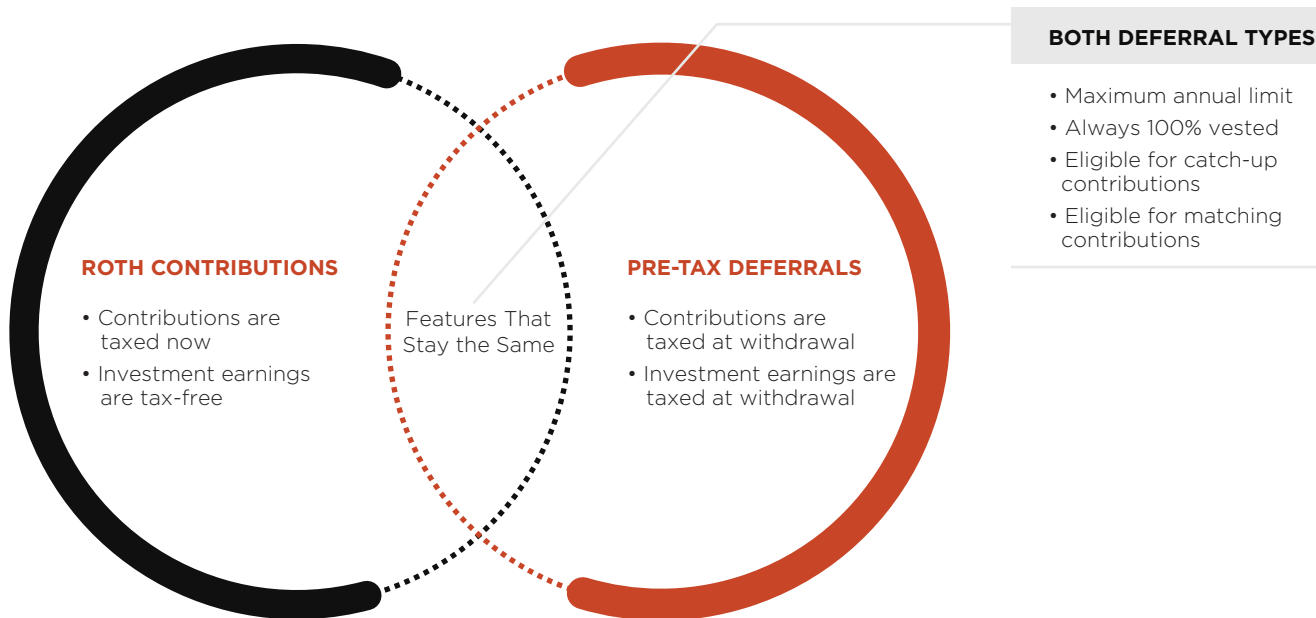 BOTH DEFERRAL TYPES
• Maximum annual limit
• Always 100% vested
• Eligible for catch-up
contributions
• Eligible for matching
contributions
ROTH CONTRIBUTIONS
• Contributions are
taxed now
• Investment earnings
are tax-free
Features That
Stay the Same
PRE-TAX DEFERRALS
• Contributions are
taxed at withdrawal
• Investment earnings are
taxed at withdrawal